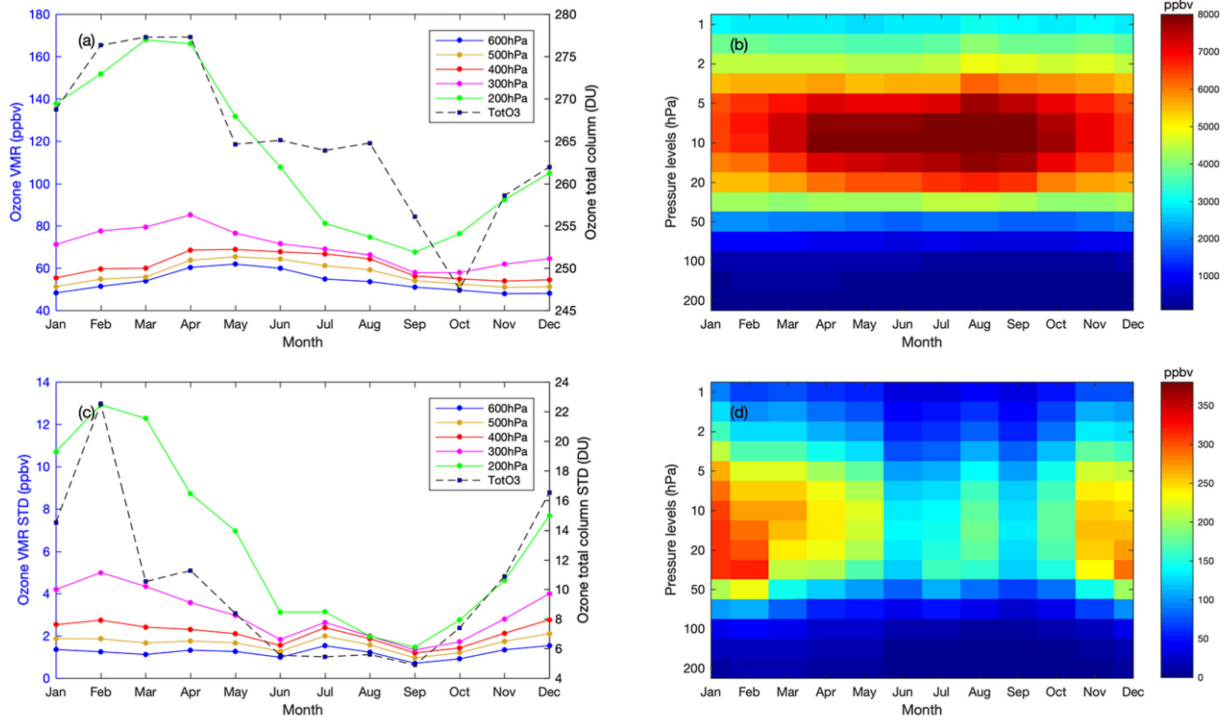 (a)
Ozone VMR (ppbv)
180
160
140
120
100
80
60
40
280
275
270
265
260
255
250
245
Ozone total column (DU)
600hPa
500hPa
400hPa
300hPa
200hPa
TotO3
Jan Feb Mar Apr May Jun Jul Aug Sep Oct Nov Dec
Month
(b)
Pressure levels (hPa)
1
2
5
10
20
50
100
200
Jan Mar Apr Jun Jul Aug Sep Oct Dec
Month
ppbv
8000
7000
6000
5000
4000
3000
2000
1000
(c)
Ozone VMR STD (ppbv)
14
12
10
8
6
4
2
0
24
22
20
18
16
14
12
10
8
6
4
Ozone total column STD (DU)
600hPa
500hPa
400hPa
300hPa
200hPa
TotO3
Jan Feb Mar Apr May Jun Jul Aug Sep Oct Nov Dec
Month
(d)
Pressure levels (hPa)
1
2
5
10
20
50
100
200
Jan Mar Apr Jun Jul Aug Sep Oct Dec
Month
ppbv
350
300
250
200
150
100
50
0